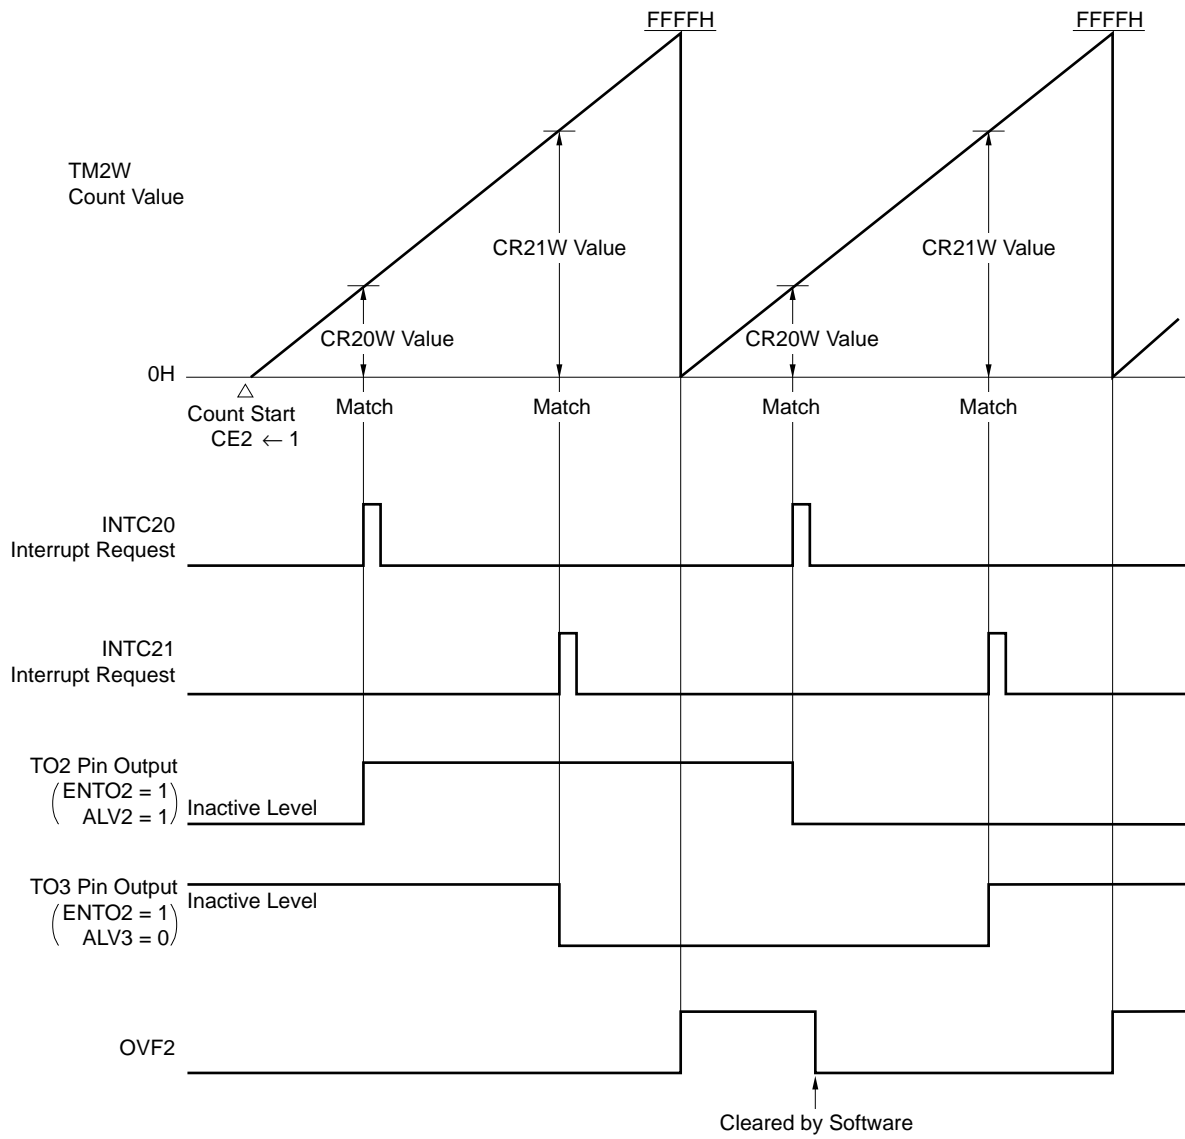 FFFFH
FFFFH
TM2W
Count Value
CR21W Value
CR21W Value
CR20W Value
CR20W Value
0H
Match
Match
Match
Match
Count Start
CE2 ← 1
INTC20
Interrupt Request
INTC21
Interrupt Request
TO2 Pin Output
(ENTO2 = 1
ALV2 = 1)
Inactive Level
TO3 Pin Output
Inactive Level
(ENTO2 = 1
ALV3 = 0)
OVF2
Cleared by Software